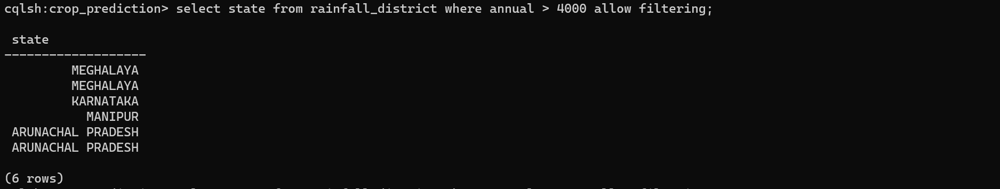 cqlsh:crop_prediction> select state from rainfall_district where annual > 4000 allow filtering;
state
-------------------
MEGHALAYA
MEGHALAYA
KARNATAKA
MANIPUR
ARUNACHAL PRADESH
ARUNACHAL PRADESH
(6 rows)